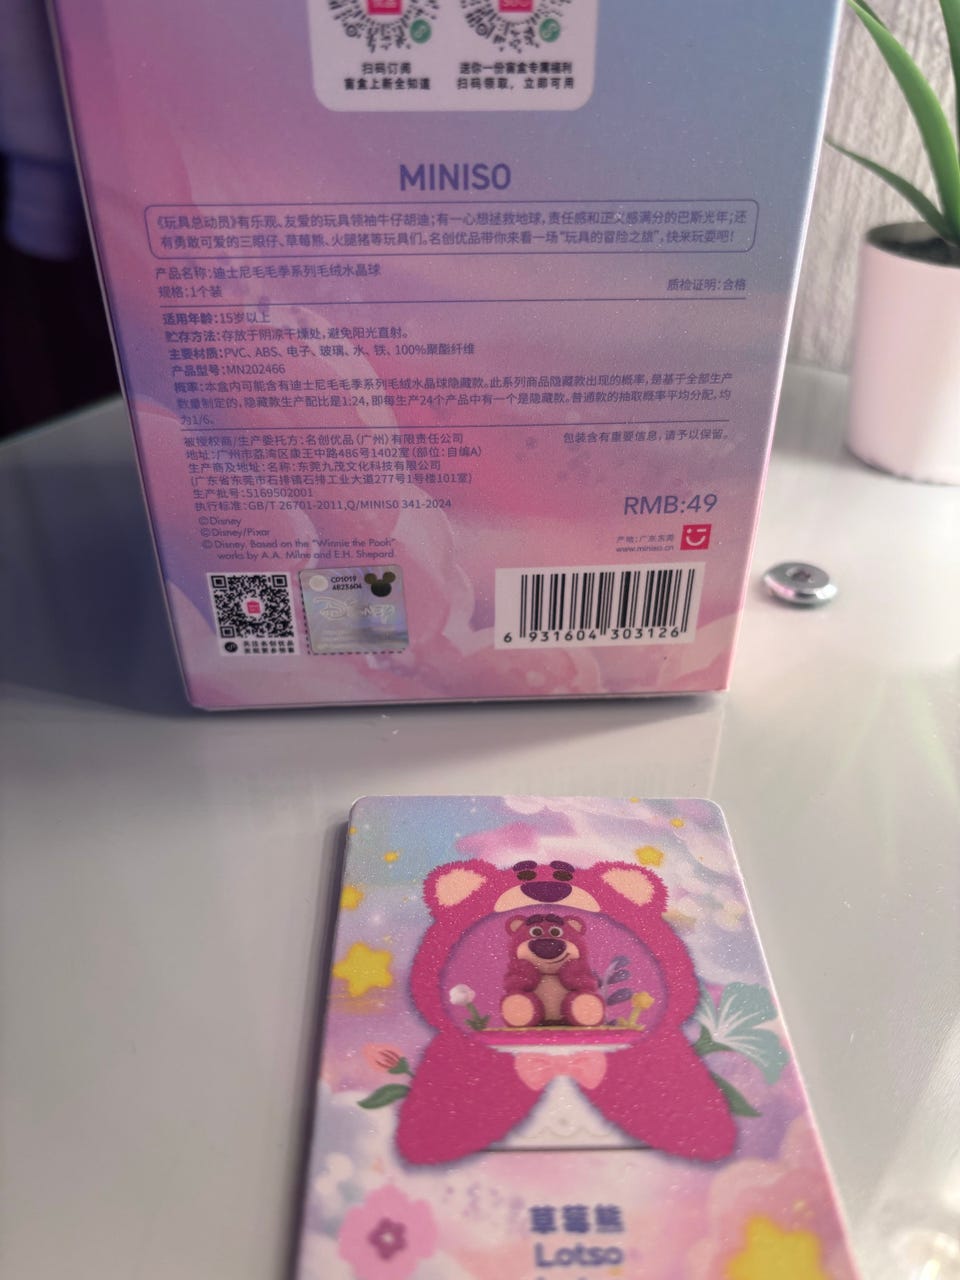 扫码订阅
盲盒上新全知道
送你一份盲盒专属福利
扫码领取，立即可用
MINISO
《玩具总动员》有乐观、友爱的玩具领袖牛仔胡迪；有一心想拯救地球，责任感和正义感满分的巴斯光年；还
有勇敢可爱的三眼仔、草莓熊、火腿猪等玩具们。名创优品带你来看一场“玩具的冒险之旅”，快来玩耍吧！
产品名称：迪士尼毛毛季系列毛绒水晶球
规格：1个装
质检证明：合格
适用年龄：15岁以上
贮存方法：存放于阴凉干燥处，避免阳光直射。
主要材质：PVC、ABS、电子、玻璃、水、铁、100%聚酯纤维
产品型号：MN202466
概率：本盒内可能含有迪士尼毛毛季系列毛绒水晶球隐藏款。此系列商品隐藏款出现的概率，是基于全部生产
数量制定的，隐藏款生产配比是1:24，即每生产24个产品中有一个是隐藏款。普通款的抽取概率平均分配，均
为1/6。
被授权商/生产委托方：名创优品（广州）有限责任公司
包装含有重要信息，请予以保留。
地址：广州市荔湾区康王中路486号1402室（部位：自编A）
生产商及地址：名称：东莞九茂文化科技有限公司
（广东省东莞市石排镇石排工业大道277号1号楼101室）
生产批号：5169502001
执行标准：GB/T 26701-2011,Q/MINISO 341-2024
RMB:49
©Disney
©Disney/Pixar
©Disney. Based on the "Winnie the Pooh"
works by A.A. Milne and E.H. Shepard.
产地：广东东莞
www.miniso.cn
C01019
4B23604
Disney
关注名创优品
发现更多惊喜
6 931604 303126
草莓熊
Lotso